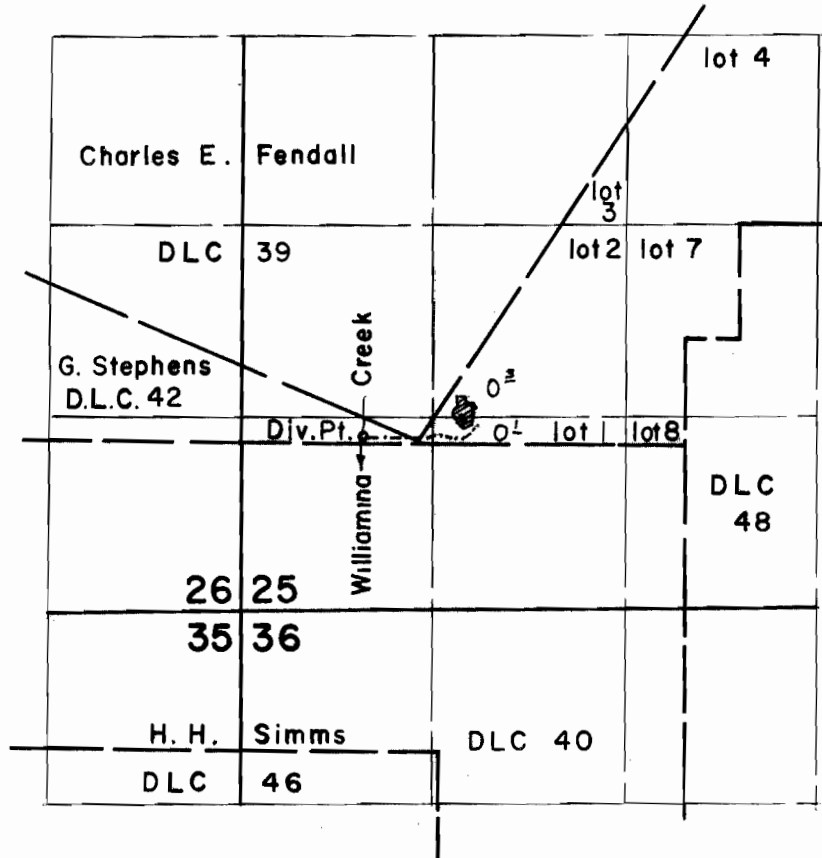 lot 4
Charles E. Fendall
lot
3
DLC 39
lot 2 lot 7
Creek
G. Stephens
D.L.C. 42
Div. Pt.
lot 1 lot 8
DLC
48
Williamina
26 25
35 36
H. H. Simms
DLC 40
DLC 46